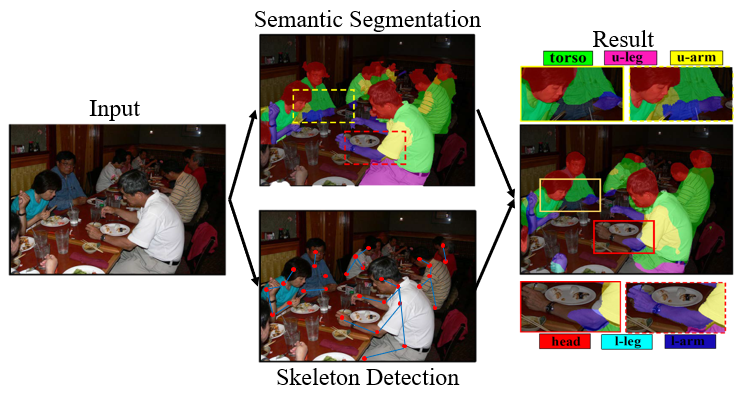 Semantic Segmentation
Result
torso u-leg u-arm
Input
head l-leg l-arm
Skeleton Detection